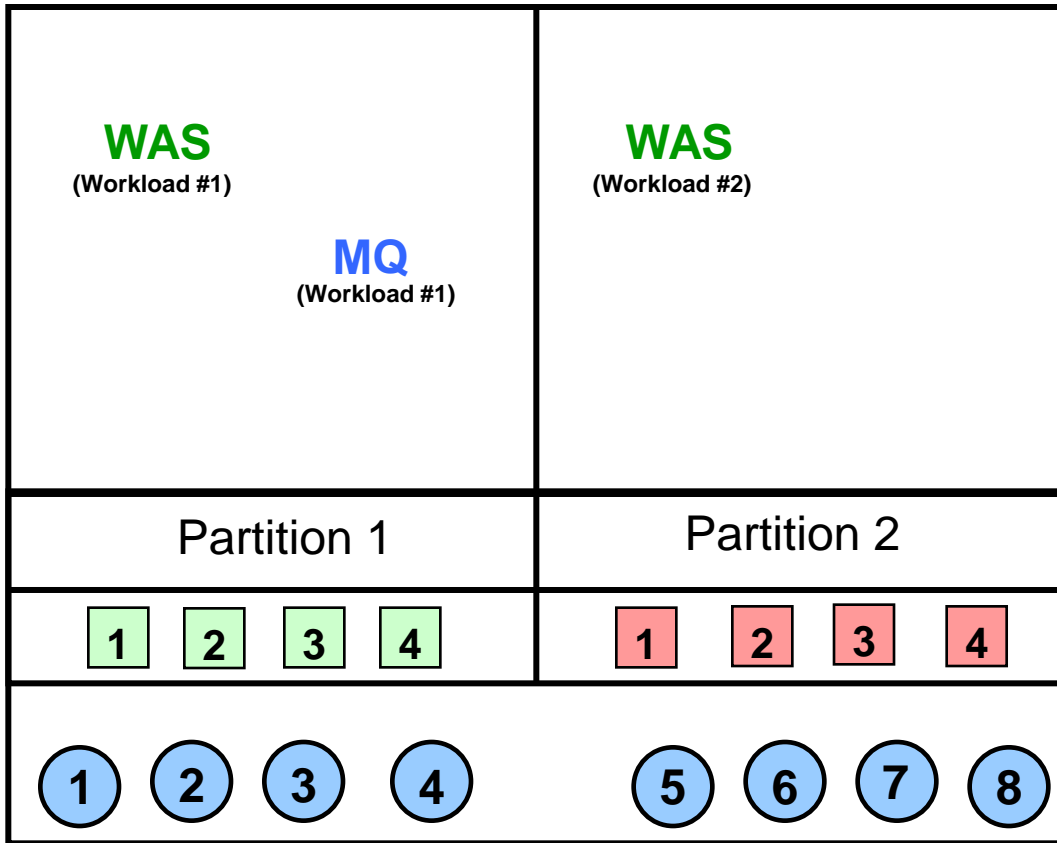 WAS
(Workload #1)
MQ
(Workload #1)
WAS
(Workload #2)
Partition 1
Partition 2
1 2 3 4
1 2 3 4
1 2 3 4 5 6 7 8